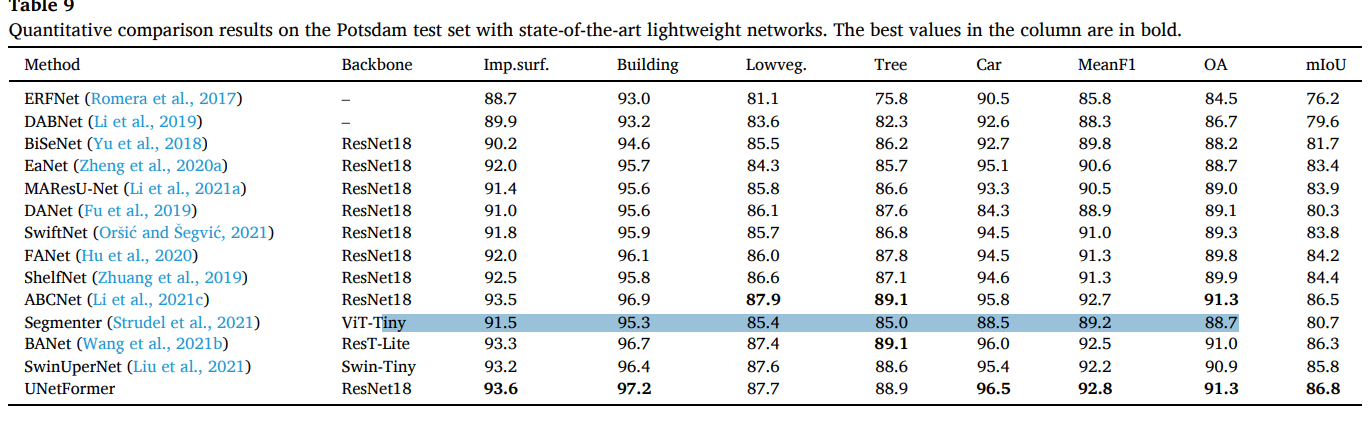 Table 9
Quantitative comparison results on the Potsdam test set with state-of-the-art lightweight networks. The best values in the column are in bold.
Method Backbone Imp.surf. Building Lowveg. Tree Car MeanF1 OA mIoU
ERFNet (Romera et al., 2017) – 88.7 93.0 81.1 75.8 90.5 85.8 84.5 76.2
DABNet (Li et al., 2019) – 89.9 93.2 83.6 82.3 92.6 88.3 86.7 79.6
BiSeNet (Yu et al., 2018) ResNet18 90.2 94.6 85.5 86.2 92.7 89.8 88.2 81.7
EaNet (Zheng et al., 2020a) ResNet18 92.0 95.7 84.3 85.7 95.1 90.6 88.7 83.4
MAResU-Net (Li et al., 2021a) ResNet18 91.4 95.6 85.8 86.6 93.3 90.5 89.0 83.9
DANet (Fu et al., 2019) ResNet18 91.0 95.6 86.1 87.6 84.3 88.9 89.1 80.3
SwiftNet (Oršić and Šegvić, 2021) ResNet18 91.8 95.9 85.7 86.8 94.5 91.0 89.3 83.8
FANet (Hu et al., 2020) ResNet18 92.0 96.1 86.0 87.8 94.5 91.3 89.8 84.2
ShelfNet (Zhuang et al., 2019) ResNet18 92.5 95.8 86.6 87.1 94.6 91.3 89.9 84.4
ABCNet (Li et al., 2021c) ResNet18 93.5 96.9 87.9 89.1 95.8 92.7 91.3 86.5
Segmenter (Strudel et al., 2021) ViT-Tiny 91.5 95.3 85.4 85.0 88.5 89.2 88.7 80.7
BANet (Wang et al., 2021b) ResT-Lite 93.3 96.7 87.4 89.1 96.0 92.5 91.0 86.3
SwinUperNet (Liu et al., 2021) Swin-Tiny 93.2 96.4 87.6 88.6 95.4 92.2 90.9 85.8
UNetFormer ResNet18 93.6 97.2 87.7 88.9 96.5 92.8 91.3 86.8